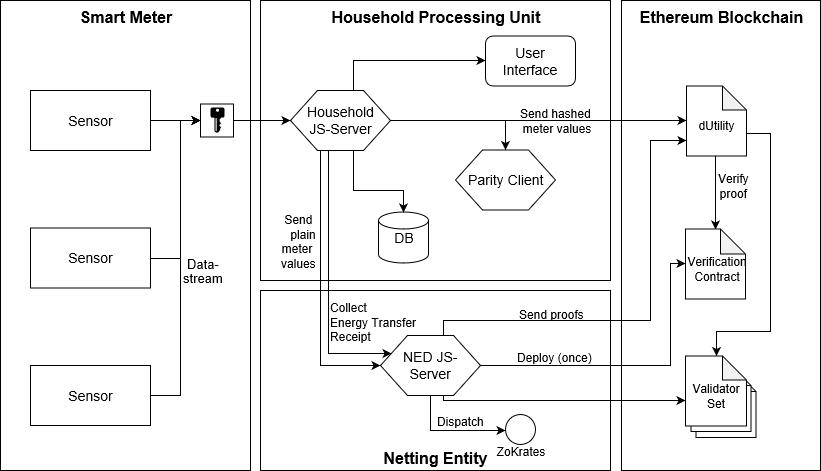 Smart Meter
Sensor
Sensor
Sensor
Data-
stream
Household Processing Unit
User
Interface
Household
JS-Server
Send hashed
meter values
Parity Client
DB
Send
plain
meter
values
Collect
Energy Transfer
Receipt
NED JS-
Server
Send proofs
Deploy (once)
Dispatch
ZoKrates
Netting Entity
Ethereum Blockchain
dUtility
Verify
proof
Verification
Contract
Validator
Set